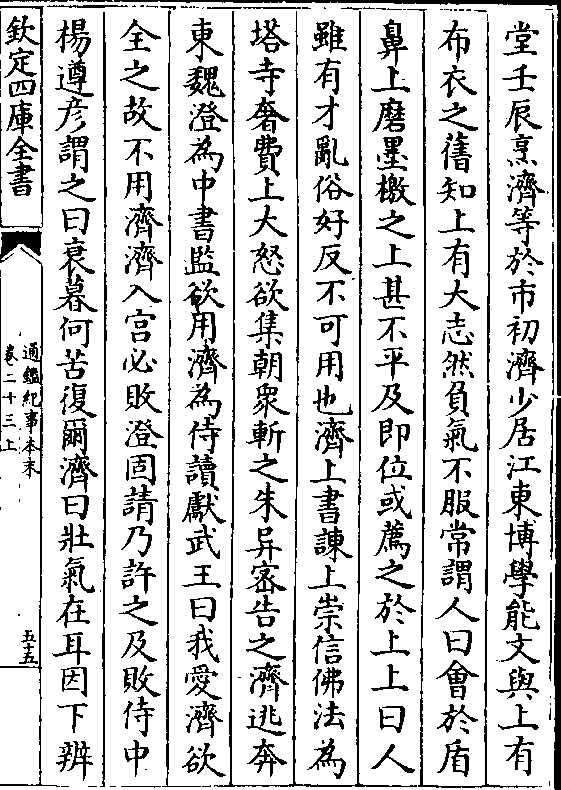 堂壬辰烹濟等於市初濟少居江東博學能文與上有
布衣之舊知上有大志然負氣不服常謂人曰會於盾
鼻上磨墨檄之上甚不平及即位或薦之於上上曰人
雖有才亂俗好反不可用也濟上書諫上崇信佛法為
塔寺奢費上大怒欲集朝衆斬之朱异宻告之濟逃奔
東魏澄為中書監欲用濟為侍讀獻武王曰我愛濟欲
全之故不用濟濟入宫必敗澄固請乃許之及敗侍中
楊遵彦謂之曰衰暮何苦復爾濟曰壯氣在耳因下辨
欽定四庫全書
通鑑紀事本末
卷二十三上
五十五